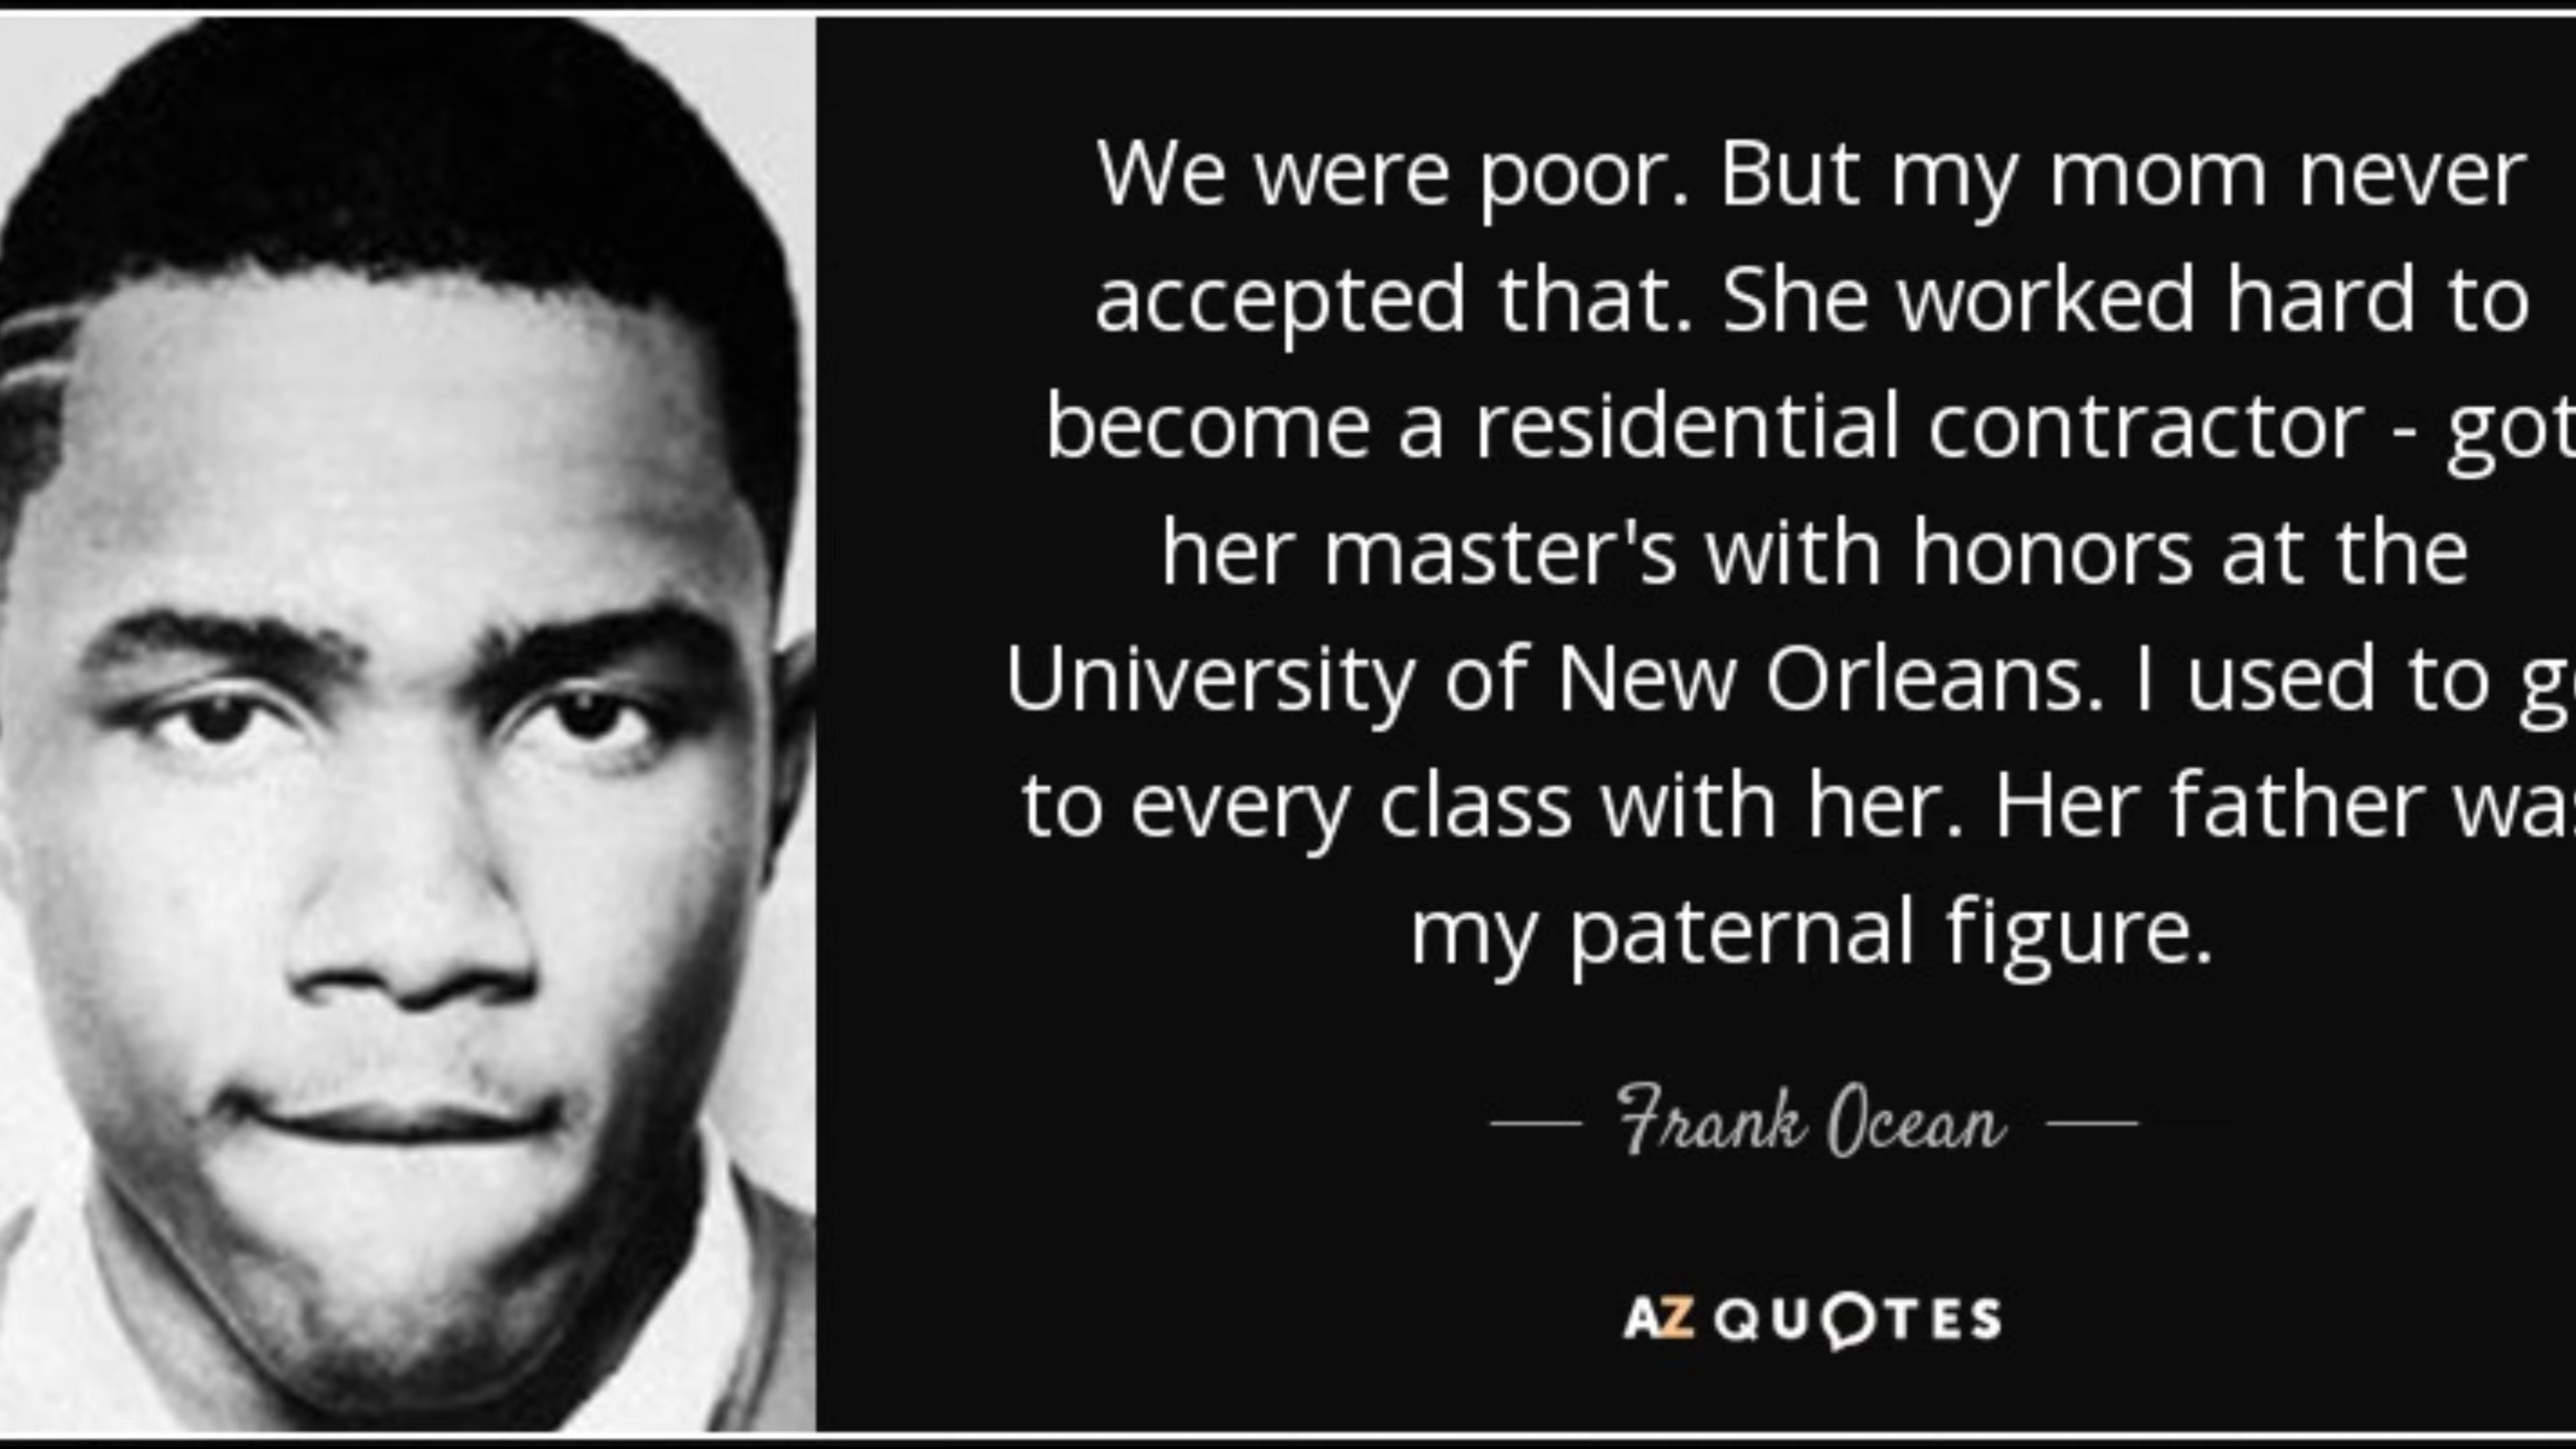 We were poor. But my mom never
accepted that. She worked hard to
become a residential contractor - got
her master's with honors at the
University of New Orleans. I used to
to every class with her. Her father
my paternal figure.
Frank Ocean
AZ QUOTES